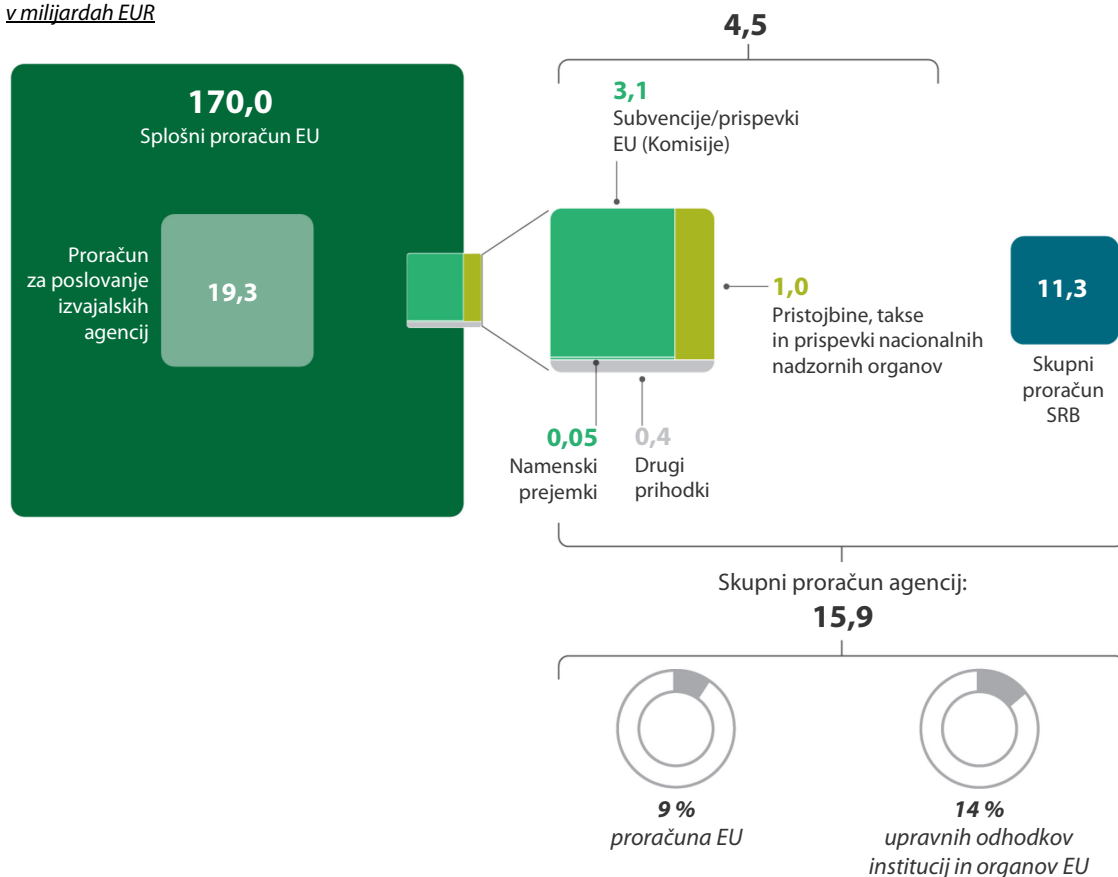 v milijardah EUR
4,5
170,0
Splošni proračun EU
3,1
Subvencije/prispevki
EU (Komisije)
Proračun
za poslovanje
izvajalskih
agencij
19,3
1,0
Pristojbine, takse
in prispevki nacionalnih
nadzornih organov
11,3
Skupni
proračun
SRB
0,05
Namenski
prejemki
0,4
Drugi
prihodki
Skupni proračun agencij:
15,9
9 %
proračuna EU
14 %
upravnih odhodkov
institucij in organov EU